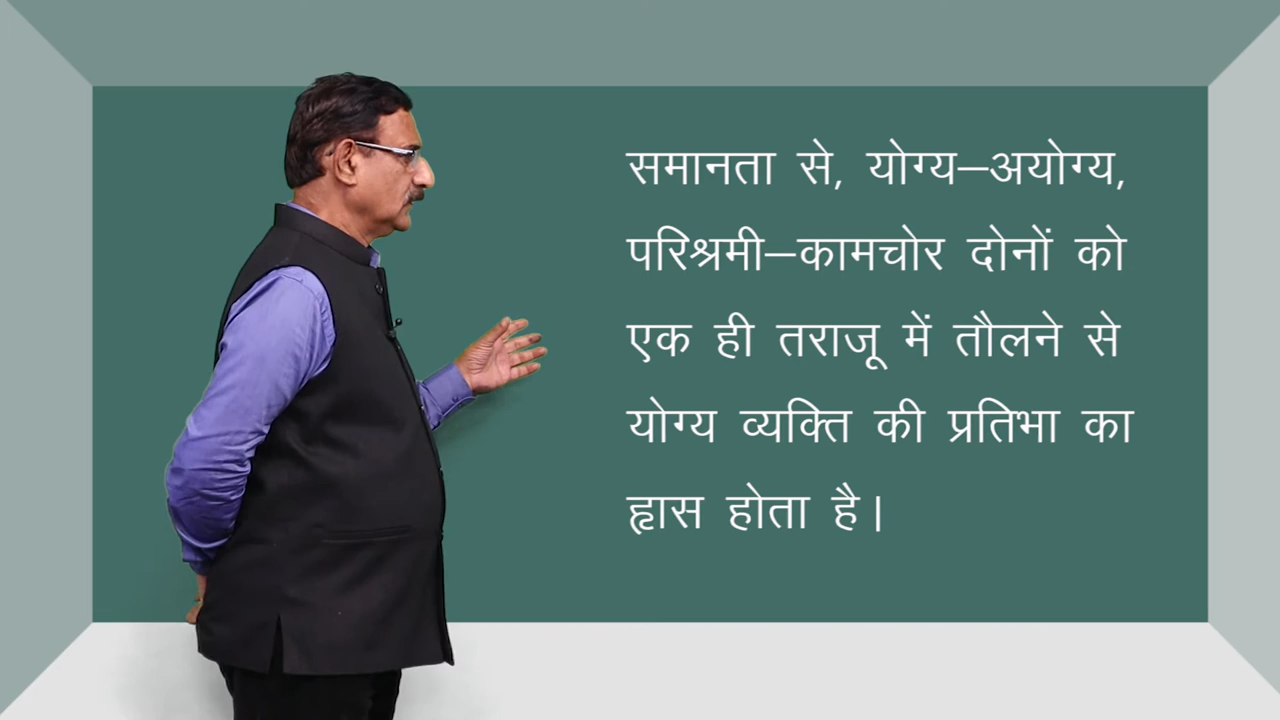 समानता से, योग्य–अयोग्य,
परिश्रमी–कामचोर दोनों को
एक ही तराजू में तौलने से
योग्य व्यक्ति की प्रतिभा का
हृास होता है।